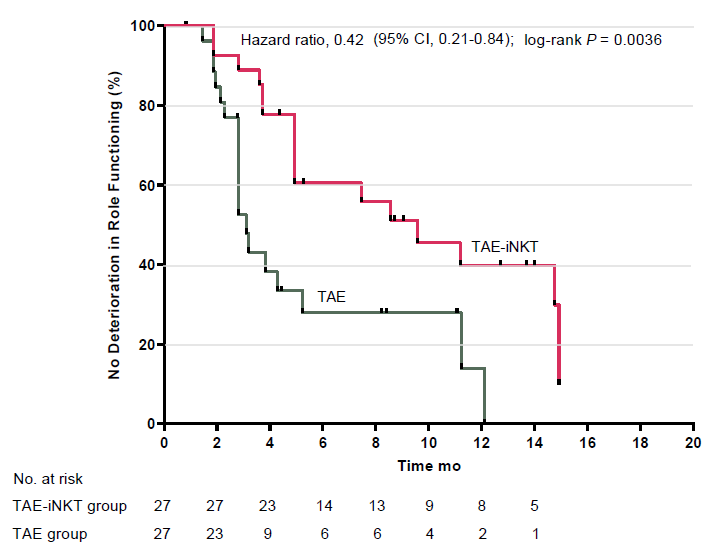 Hazard ratio, 0.42 (95% CI, 0.21-0.84); log-rank P = 0.0036
No Deterioration in Role Functioning (%)
100
80
60
40
20
0
TAE-iNKT
TAE
0 2 4 6 8 10 12 14 16 18 20
Time mo
No. at risk
TAE-iNKT group 27 27 23 14 13 9 8 5
TAE group 27 23 9 6 6 4 2 1